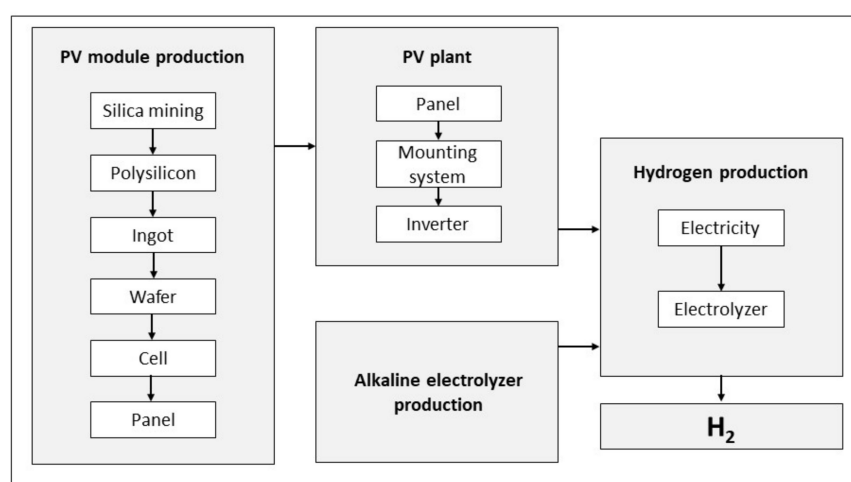 PV module production
Silica mining
Polysilicon
Ingot
Wafer
Cell
Panel
PV plant
Panel
Mounting
system
Inverter
Alkaline electrolyzer
production
Hydrogen production
Electricity
Electrolyzer
H₂